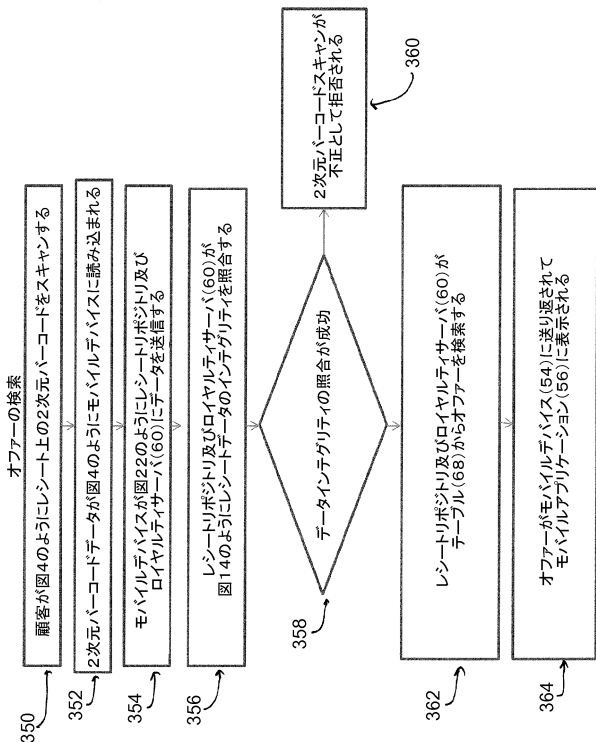 オファーの検索
顧客が図4のようにレシート上の2次元バーコードをスキャンする
350
2次元バーコードデータが図4のようにモバイルデバイスに読み込まれる
352
モバイルデバイスが図22のようにレシートリポジトリ及び
ロイヤルティサーバ(60)にデータを送信する
354
レシートリポジトリ及びロイヤルティサーバ(60)が
図14のようにレシートデータのインテグリティを照合する
356
データインテグリティの照合が成功
358
2次元バーコードスキャンが
不正として拒否される
360
レシートリポジトリ及びロイヤルティサーバ(60)が
テーブル(68)からオファーを検索する
362
オファーがモバイルデバイス(54)に送り返されて
モバイルアプリケーション(56)に表示される
364